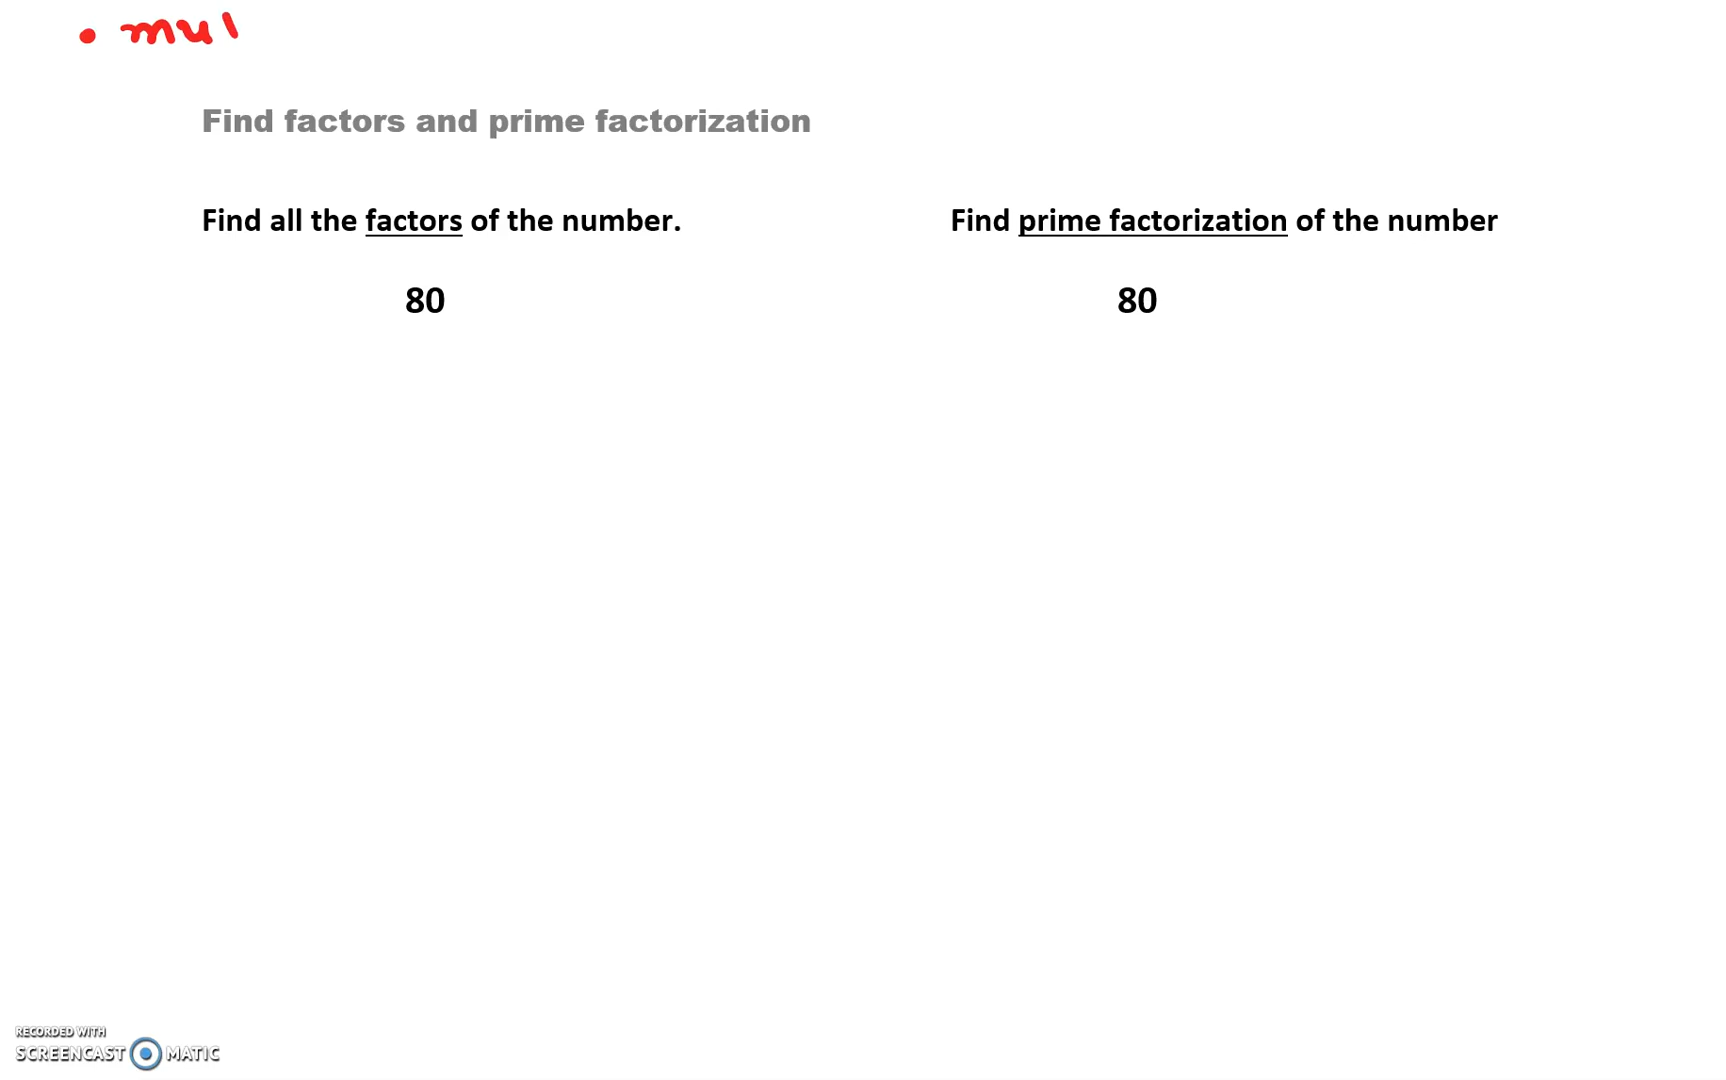 • mul
Find factors and prime factorization
Find all the factors of the number.
80
Find prime factorization of the number
80
RECORDED WITH
SCREENCAST MATIC